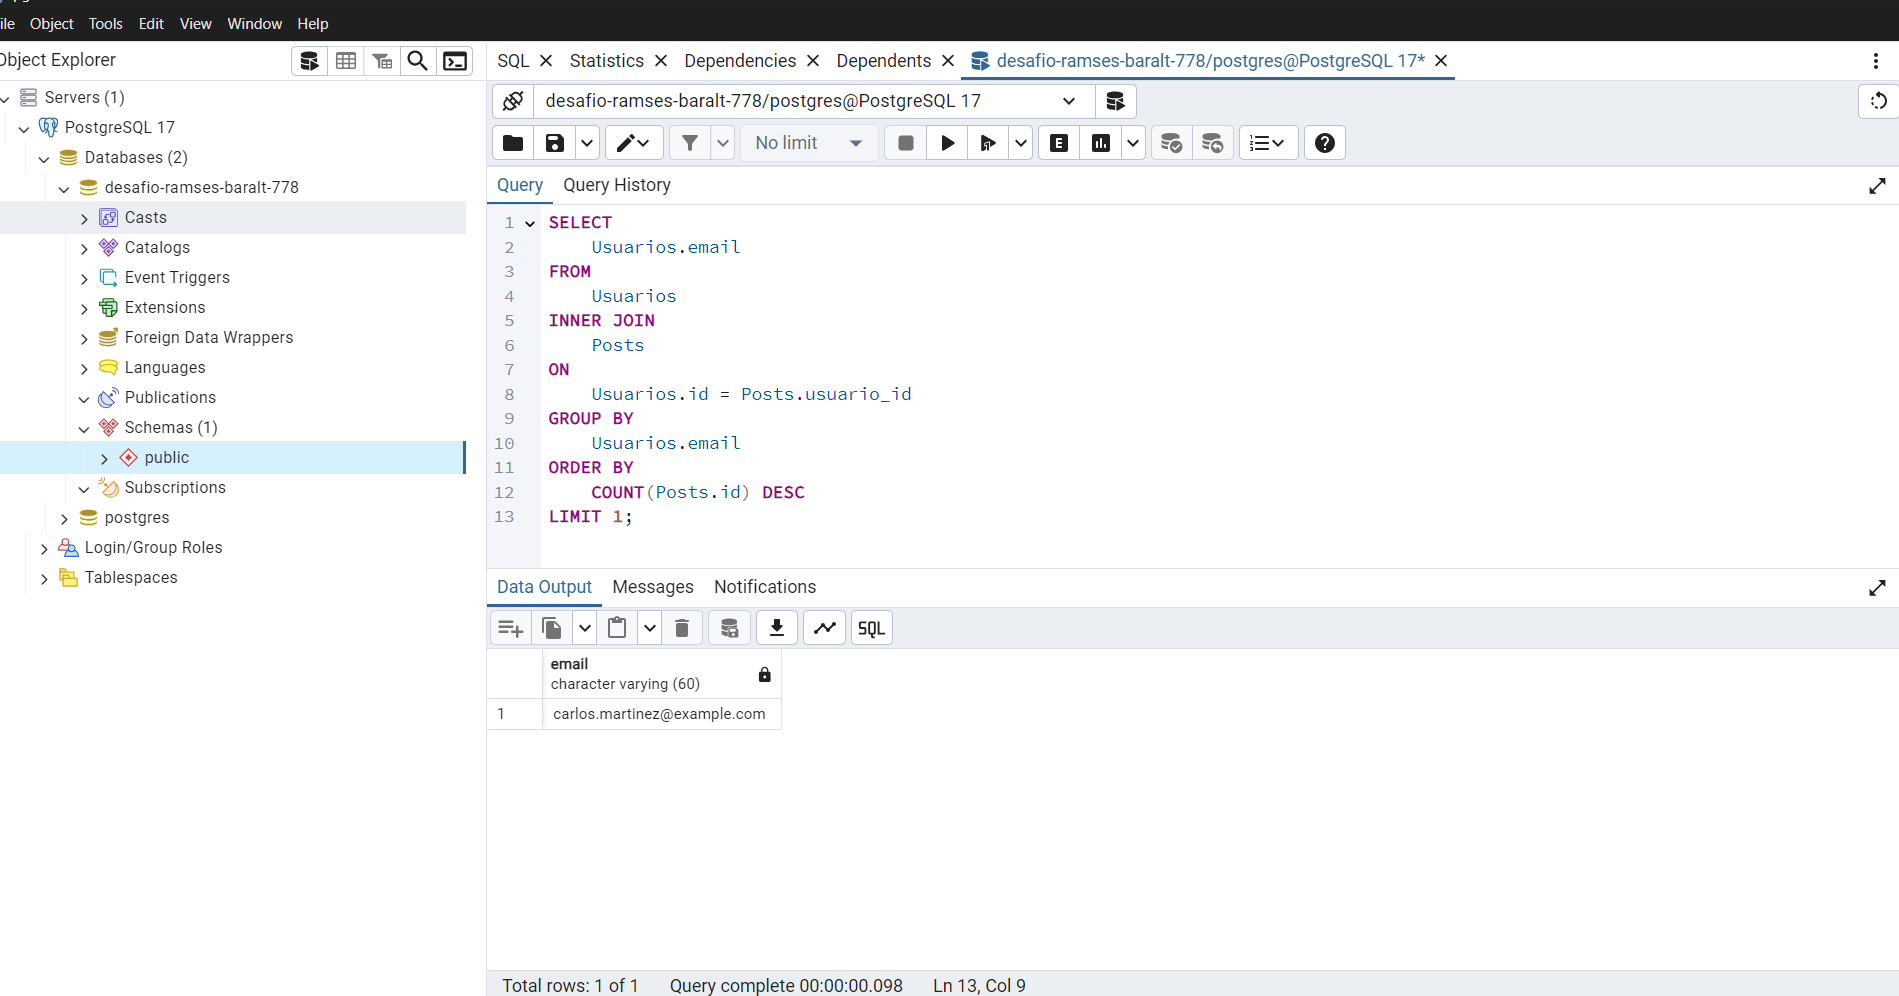 ile Object Tools Edit View Window Help
Object Explorer
SQL Statistics Dependencies Dependents desafio-ramses-baralt-778/postgres@PostgreSQL 17*
Servers (1)
PostgreSQL 17
Databases (2)
desafio-ramses-baralt-778
Casts
Catalogs
Event Triggers
Extensions
Foreign Data Wrappers
Languages
Publications
Schemas (1)
public
Subscriptions
postgres
Login/Group Roles
Tablespaces
desafio-ramses-baralt-778/postgres@PostgreSQL 17
No limit
E
Query Query History
1 SELECT
2 Usuarios.email
3 FROM
4 Usuarios
5 INNER JOIN
6 Posts
7 ON
8 Usuarios.id = Posts.usuario_id
9 GROUP BY
10 Usuarios.email
11 ORDER BY
12 COUNT(Posts.id) DESC
13 LIMIT 1;
Data Output Messages Notifications
SQL
email
character varying (60)
1 carlos.martinez@example.com
Total rows: 1 of 1 Query complete 00:00:00.098 Ln 13, Col 9